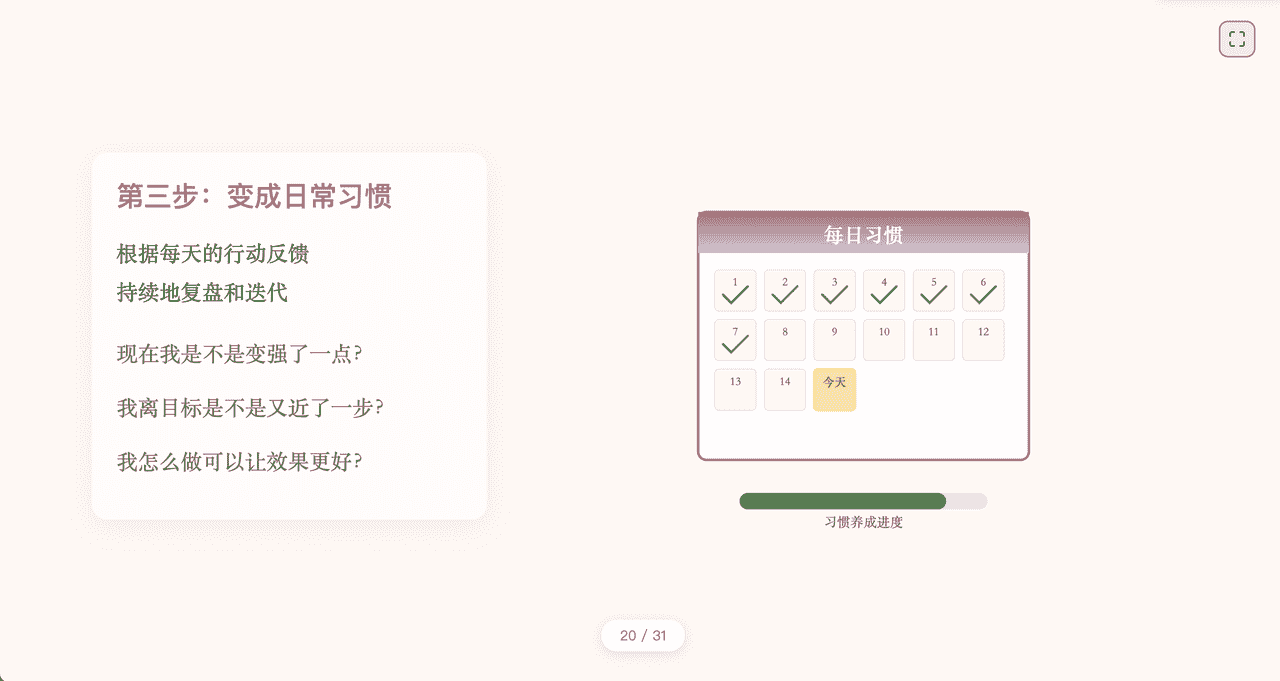 第三步：变成日常习惯
根据每天的行动反馈
持续地复盘和迭代
现在我是不是变强了一点？
我离目标是不是又近了一步？
我怎么做可以让效果更好？
每日习惯
1 2 3 4 5 6
7 8 9 10 11 12
13 14 今天
习惯养成进度
20 / 31